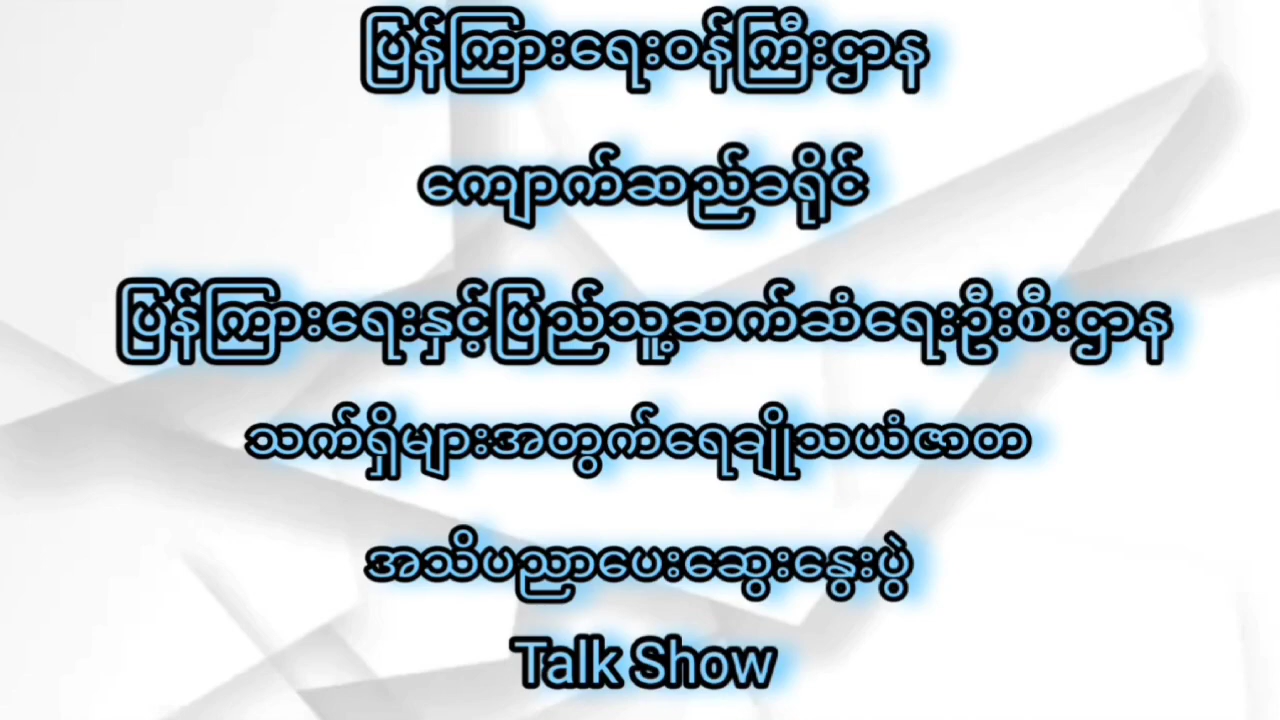 ပြန်ကြားရေးဝန်ကြီးဌာန
ကျောက်ဆည်ခရိုင်
ပြန်ကြားရေးနှင့်ပြည်သူ့ဆက်ဆံရေးဦးစီးဌာန
သက်ရှိများအတွက်ရေချိုသယံဇာတ
အသိပညာပေးဆွေးနွေးပွဲ
Talk Show